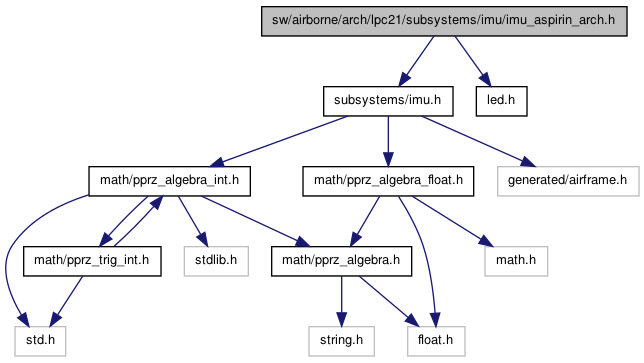 sw/airborne/arch/lpc21/subsystems/imu/imu_aspirin_arch.h
subsystems/imu.h
led.h
math/pprz_algebra_int.h
math/pprz_algebra_float.h
generated/airframe.h
math/pprz_trig_int.h
stdlib.h
math/pprz_algebra.h
math.h
std.h
string.h
float.h